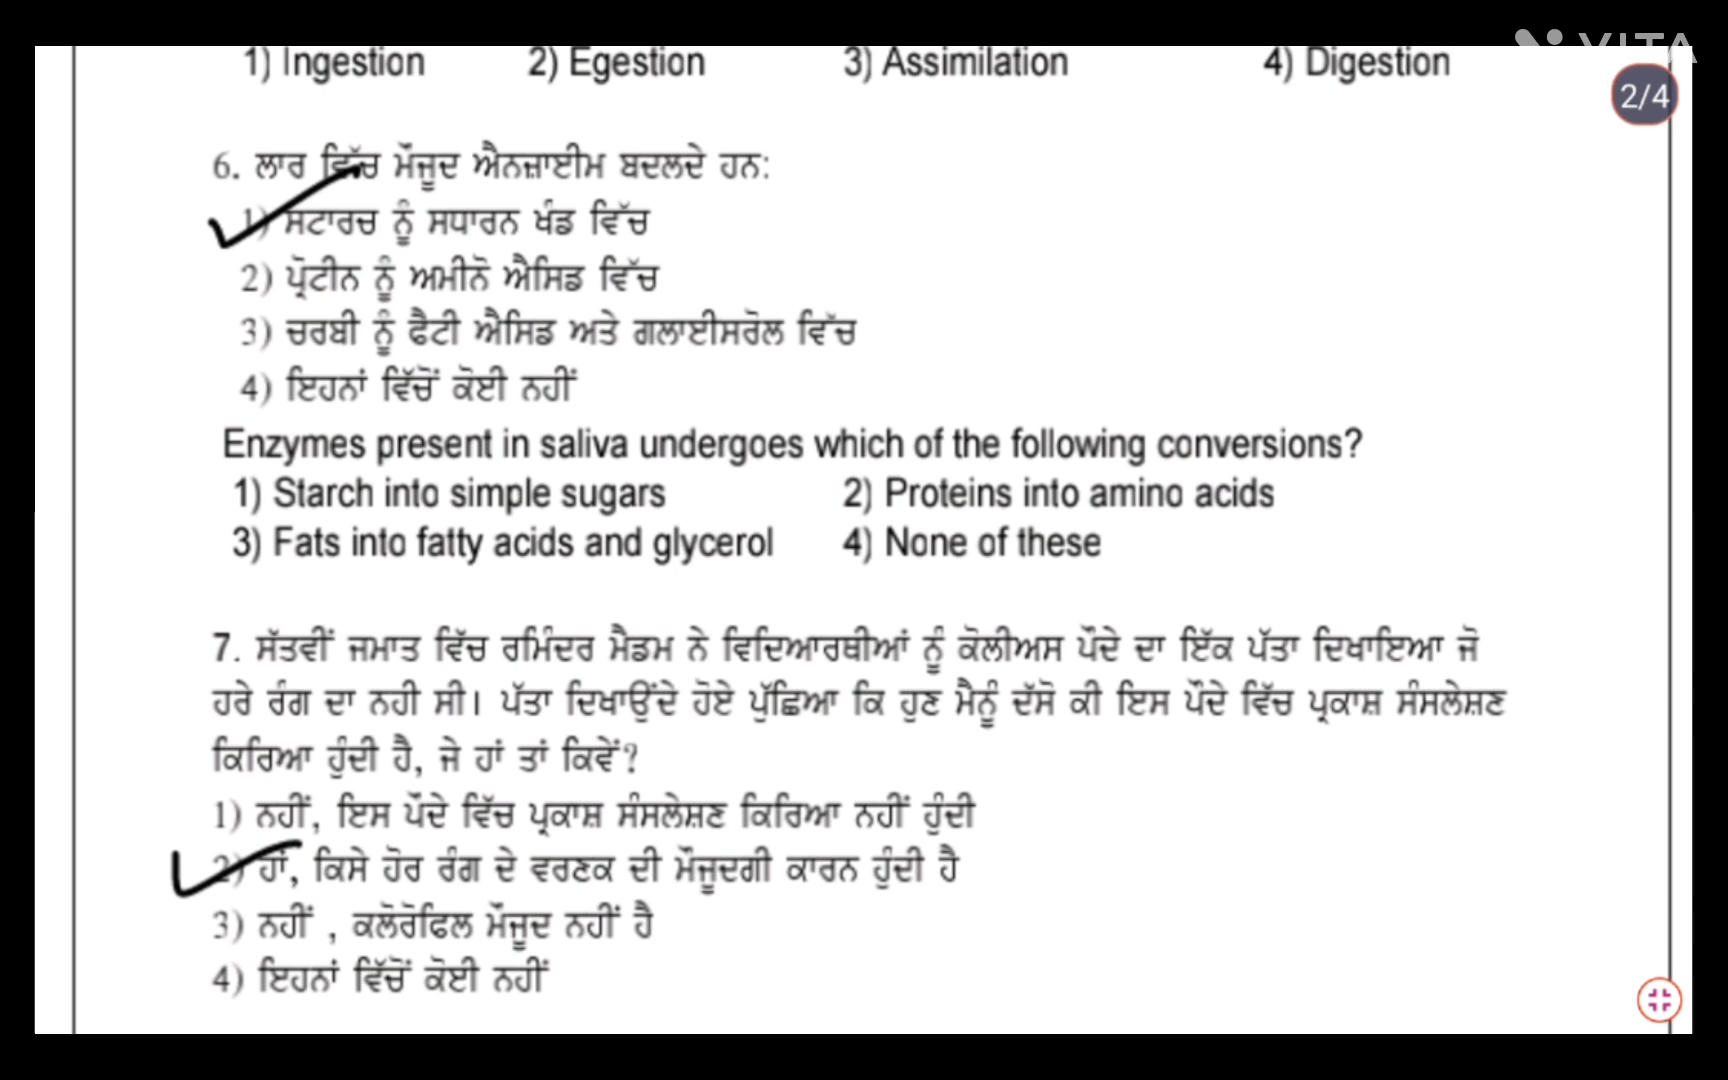 VITA
1) Ingestion 2) Egestion 3) Assimilation 4) Digestion
2/4
6. ਲਾਰ ਵਿੱਚ ਮੌਜੂਦ ਐਨਜ਼ਾਈਮ ਬਦਲਦੇ ਹਨ:
1) ਸਟਾਰਚ ਨੂੰ ਸਧਾਰਨ ਖੰਡ ਵਿੱਚ
2) ਪ੍ਰੋਟੀਨ ਨੂੰ ਅਮੀਨੋ ਐਸਿਡ ਵਿੱਚ
3) ਚਰਬੀ ਨੂੰ ਫੈਟੀ ਐਸਿਡ ਅਤੇ ਗਲਾਈਸਰੋਲ ਵਿੱਚ
4) ਇਹਨਾਂ ਵਿੱਚੋਂ ਕੋਈ ਨਹੀਂ
Enzymes present in saliva undergoes which of the following conversions?
1) Starch into simple sugars 2) Proteins into amino acids
3) Fats into fatty acids and glycerol 4) None of these
7. ਸੱਤਵੀਂ ਜਮਾਤ ਵਿੱਚ ਰਮਿੰਦਰ ਮੈਡਮ ਨੇ ਵਿਦਿਆਰਥੀਆਂ ਨੂੰ ਕੋਲੀਅਸ ਪੌਦੇ ਦਾ ਇੱਕ ਪੱਤਾ ਦਿਖਾਇਆ ਜੋ
ਹਰੇ ਰੰਗ ਦਾ ਨਹੀ ਸੀ। ਪੱਤਾ ਦਿਖਾਉਂਦੇ ਹੋਏ ਪੁੱਛਿਆ ਕਿ ਹੁਣ ਮੈਨੂੰ ਦੱਸੋ ਕੀ ਇਸ ਪੌਦੇ ਵਿੱਚ ਪ੍ਰਕਾਸ਼ ਸੰਸਲੇਸ਼ਣ
ਕਿਰਿਆ ਹੁੰਦੀ ਹੈ, ਜੇ ਹਾਂ ਤਾਂ ਕਿਵੇਂ?
1) ਨਹੀਂ, ਇਸ ਪੌਦੇ ਵਿੱਚ ਪ੍ਰਕਾਸ਼ ਸੰਸਲੇਸ਼ਣ ਕਿਰਿਆ ਨਹੀਂ ਹੁੰਦੀ
2) ਹਾਂ, ਕਿਸੇ ਹੋਰ ਰੰਗ ਦੇ ਵਰਣਕ ਦੀ ਮੌਜੂਦਗੀ ਕਾਰਨ ਹੁੰਦੀ ਹੈ
3) ਨਹੀਂ , ਕਲੋਰੋਫਿਲ ਮੌਜੂਦ ਨਹੀਂ ਹੈ
4) ਇਹਨਾਂ ਵਿੱਚੋਂ ਕੋਈ ਨਹੀਂ